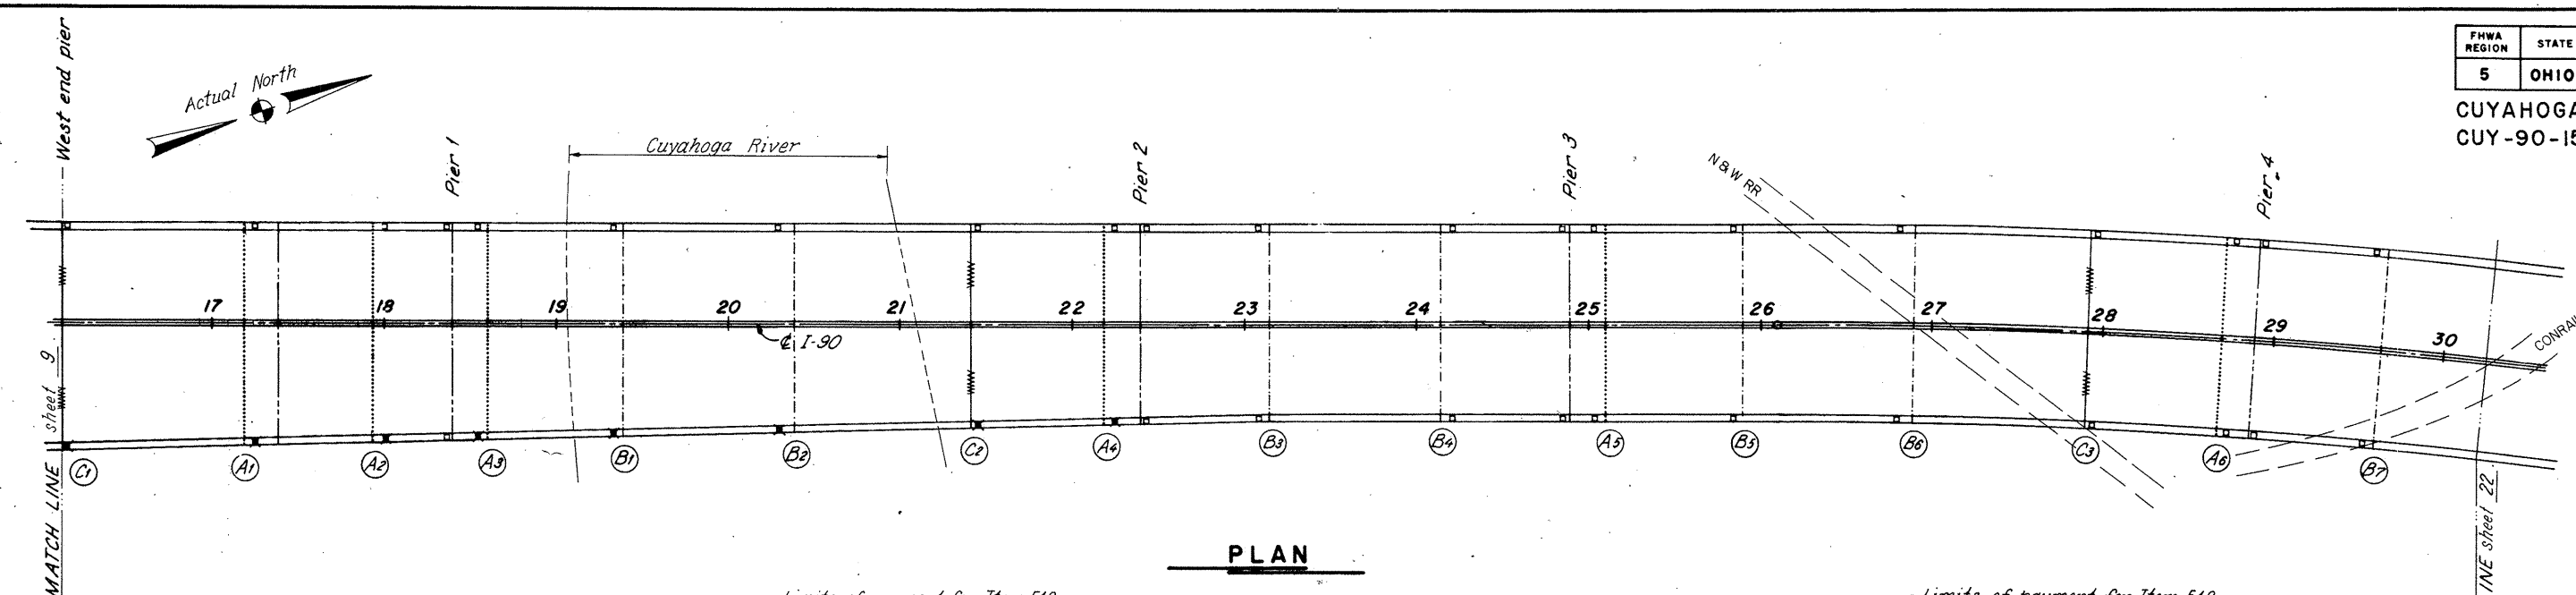 FHWA REGION STATE
5 OHIO
CUYAHOGA
CUY-90-15
West end pier
Actual North
Pier 1
Cuyahoga River
Pier 2
Pier 3
N & W RR
Pier 4
17 18 19 20 21 22 23 24 25 26 27 28 29 30
℄ I-90
CONRAIL
MATCH LINE sheet 9
C1 A1 A2 A3 B1 B2 C2 A4 B3 B4 A5 B5 B6 C3 A6 B7
INE sheet 22
PLAN
Limits of payment for Item 512